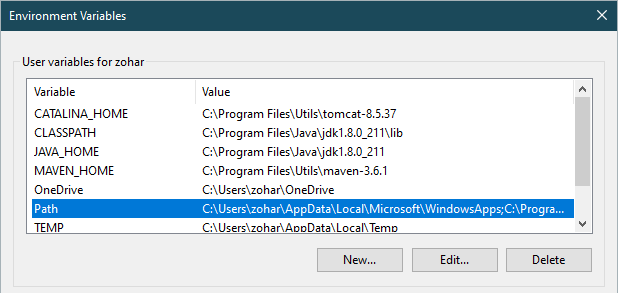 Environment Variables
User variables for zohar
Variable Value
CATALINA_HOME C:\Program Files\Utils\tomcat-8.5.37
CLASSPATH C:\Program Files\Java\jdk1.8.0_211\lib
JAVA_HOME C:\Program Files\Java\jdk1.8.0_211
MAVEN_HOME C:\Program Files\Utils\maven-3.6.1
OneDrive C:\Users\zohar\OneDrive
Path C:\Users\zohar\AppData\Local\Microsoft\WindowsApps;C:\Progra...
TEMP C:\Users\zohar\AppData\Local\Temp
New... Edit... Delete